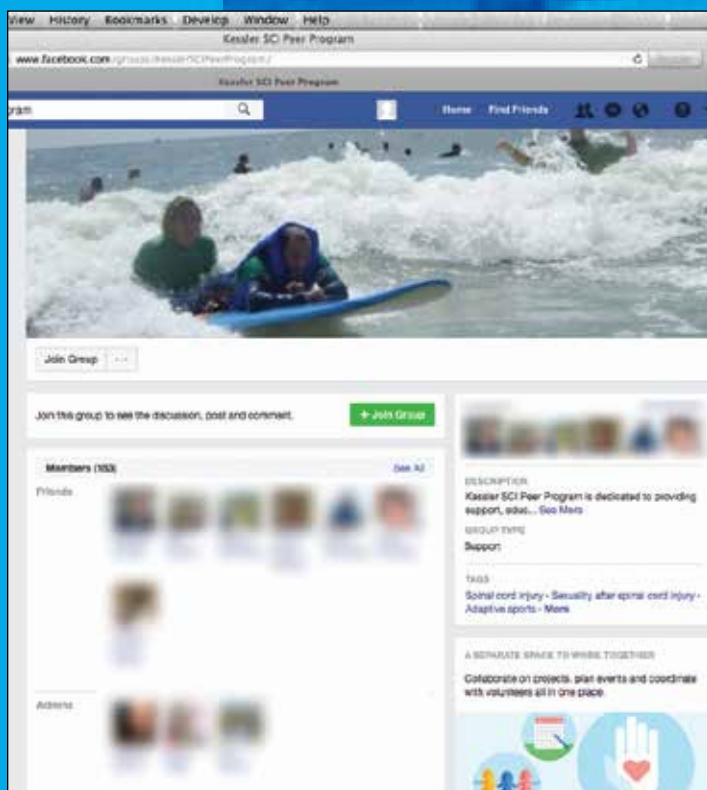 View History Bookmarks Develop Window Help
Kessler SCI Peer Program
www.facebook.com/groups/KesslerSCIPeerProgram/
Kessler SCI Peer Program
ram
Home Find Friends
Join Group ...
Join this group to see the discussion, post and comment.
+ Join Group
Members (153)
See All
Friends
Admins
DESCRIPTION
Kessler SCI Peer Program is dedicated to providing
support, educ... See More
GROUP TYPE
Support
TAGS
Spinal cord injury · Sexuality after spinal cord injury ·
Adaptive sports · More
A SEPARATE SPACE TO WORK TOGETHER
Collaborate on projects, plan events and coordinate
with volunteers all in one place.